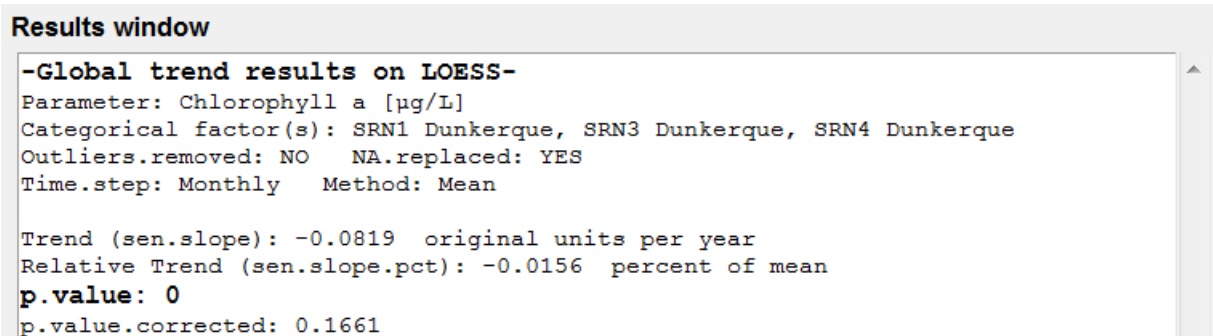 Results window
-Global trend results on LOESS-
Parameter: Chlorophyll a [µg/L]
Categorical factor(s): SRN1 Dunkerque, SRN3 Dunkerque, SRN4 Dunkerque
Outliers.removed: NO   NA.replaced: YES
Time.step: Monthly   Method: Mean
Trend (sen.slope): -0.0819  original units per year
Relative Trend (sen.slope.pct): -0.0156  percent of mean
p.value: 0
p.value.corrected: 0.1661